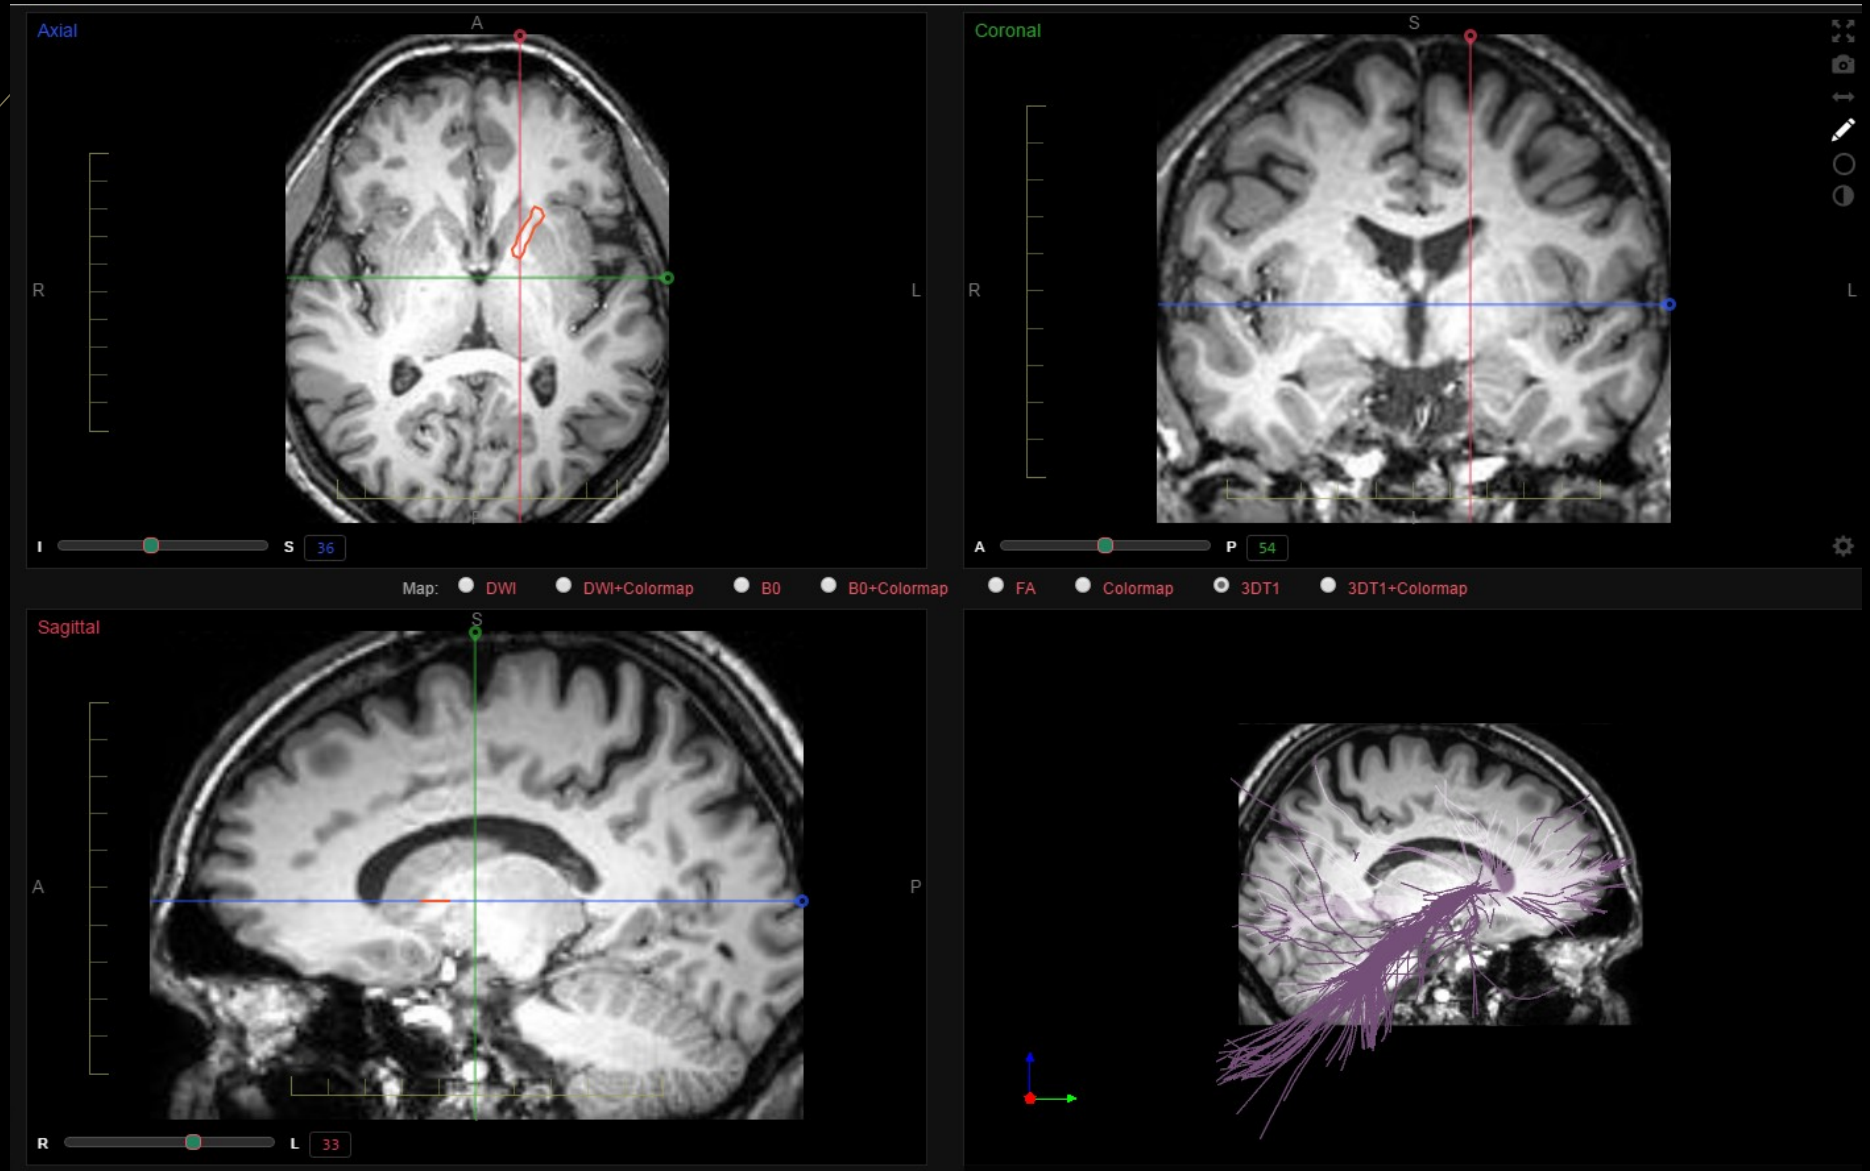 Axial
A
R
L
P
I
S 36
Coronal
S
R
L
A
P 54
Map: DWI DWI+Colormap B0 B0+Colormap FA Colormap 3DT1 3DT1+Colormap
Sagittal
S
A
P
R
L 33